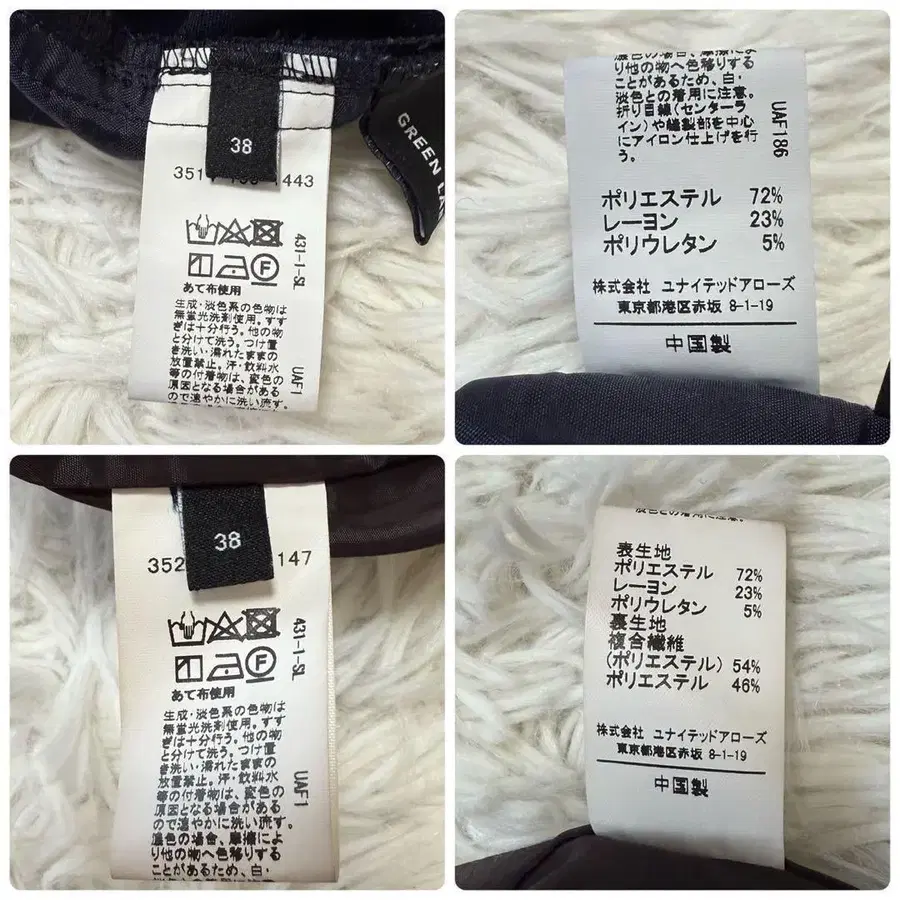 38
GREEN
351
443
431-1-SL
あて布使用
生成・淡色系の色物は
無蛍光洗剤使用。すす
ぎは十分行う。他の物
と分けて洗う。つけ置
き洗い・濡れたままの
放置禁止。汗・飲料水
等の付着物は、変色の
原因となる場合がある
ので速やかに洗い流す。
UAF1
濃色の場合、摩擦によ
り他の物へ色移りする
ことがあるため、白・
淡色との着用に注意。
折り目線(センターラ
イン)や縫製部を中心
にアイロン仕上げを行
う。
UAF186
ポリエステル 72%
レーヨン 23%
ポリウレタン 5%
株式会社 ユナイテッドアローズ
東京都港区赤坂 8-1-19
中国製
38
352
147
431-1-SL
あて布使用
生成・淡色系の色物は
無蛍光洗剤使用。すす
ぎは十分行う。他の物
と分けて洗う。つけ置
き洗い・濡れたままの
放置禁止。汗・飲料水
等の付着物は、変色の
原因となる場合がある
ので速やかに洗い流す。
濃色の場合、摩擦によ
り他の物へ色移りする
ことがあるため、白・
UAF1
淡色との着用に注意。
表生地
ポリエステル 72%
レーヨン 23%
ポリウレタン 5%
裏生地
複合繊維
(ポリエステル) 54%
ポリエステル 46%
株式会社 ユナイテッドアローズ
東京都港区赤坂 8-1-19
中国製